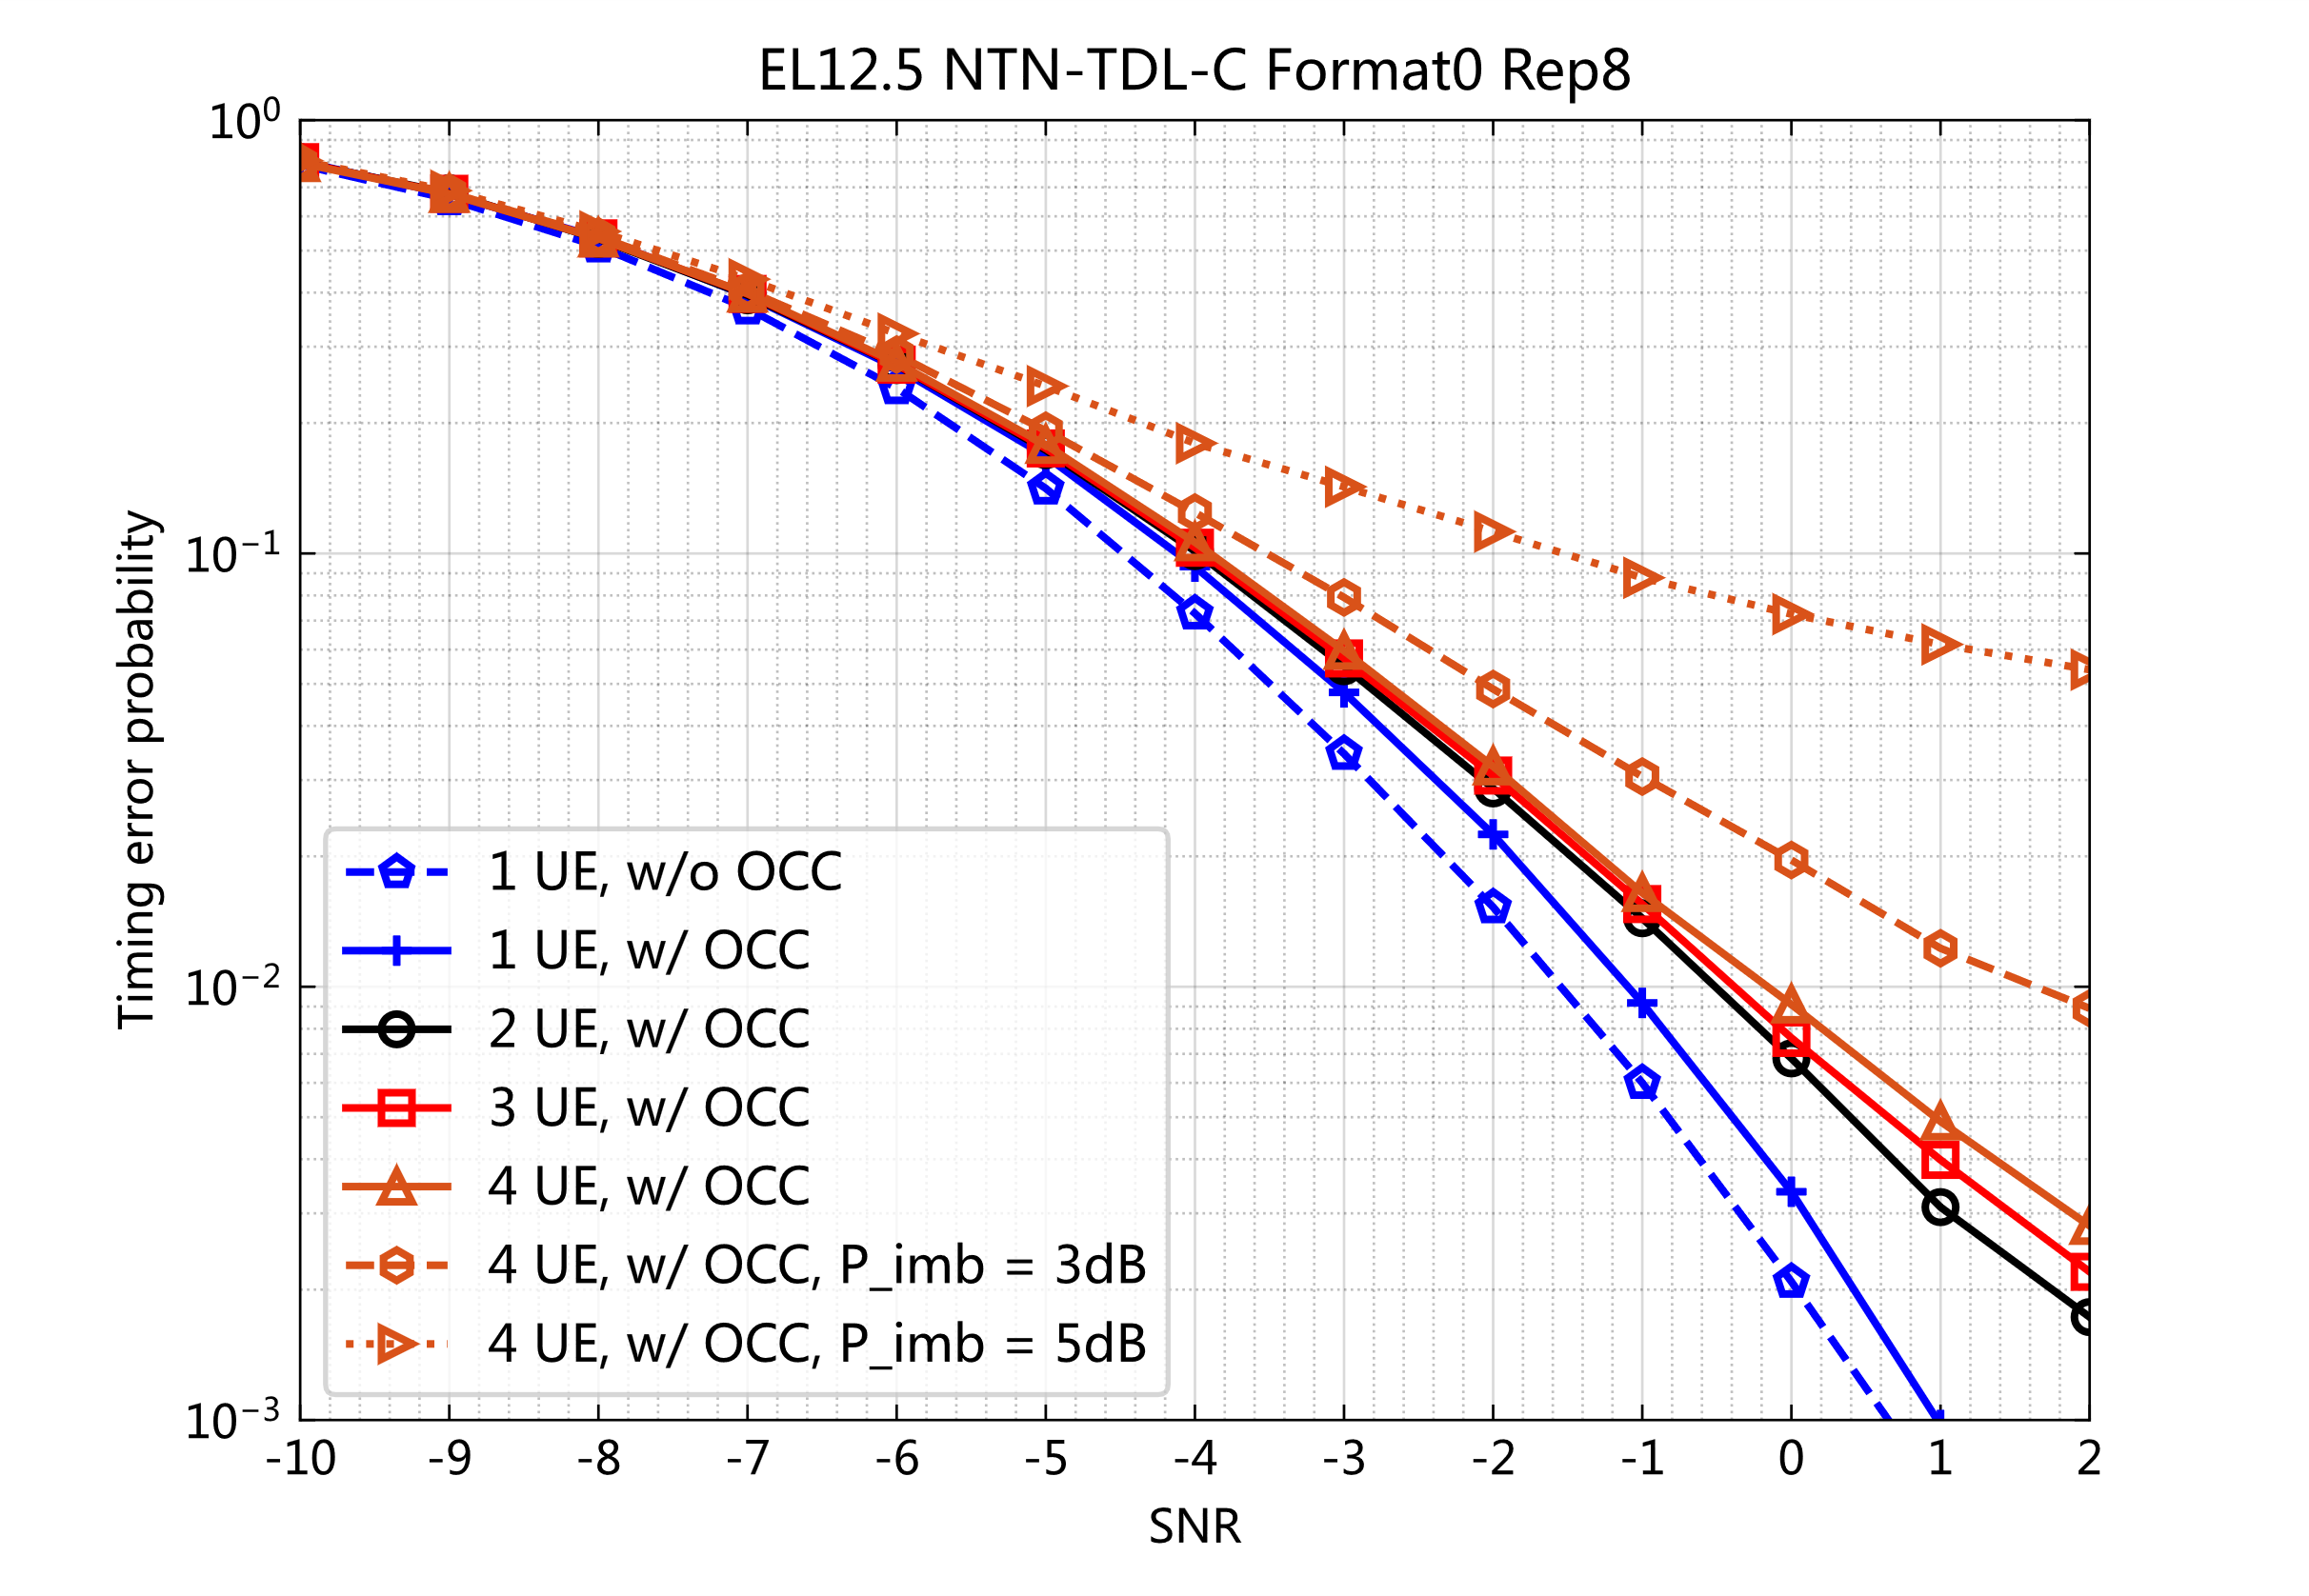 EL12.5 NTN-TDL-C Format0 Rep8
Timing error probability
10⁰
10⁻¹
10⁻²
10⁻³
1 UE, w/o OCC
1 UE, w/ OCC
2 UE, w/ OCC
3 UE, w/ OCC
4 UE, w/ OCC
4 UE, w/ OCC, P_imb = 3dB
4 UE, w/ OCC, P_imb = 5dB
-10 -9 -8 -7 -6 -5 -4 -3 -2 -1 0 1 2
SNR